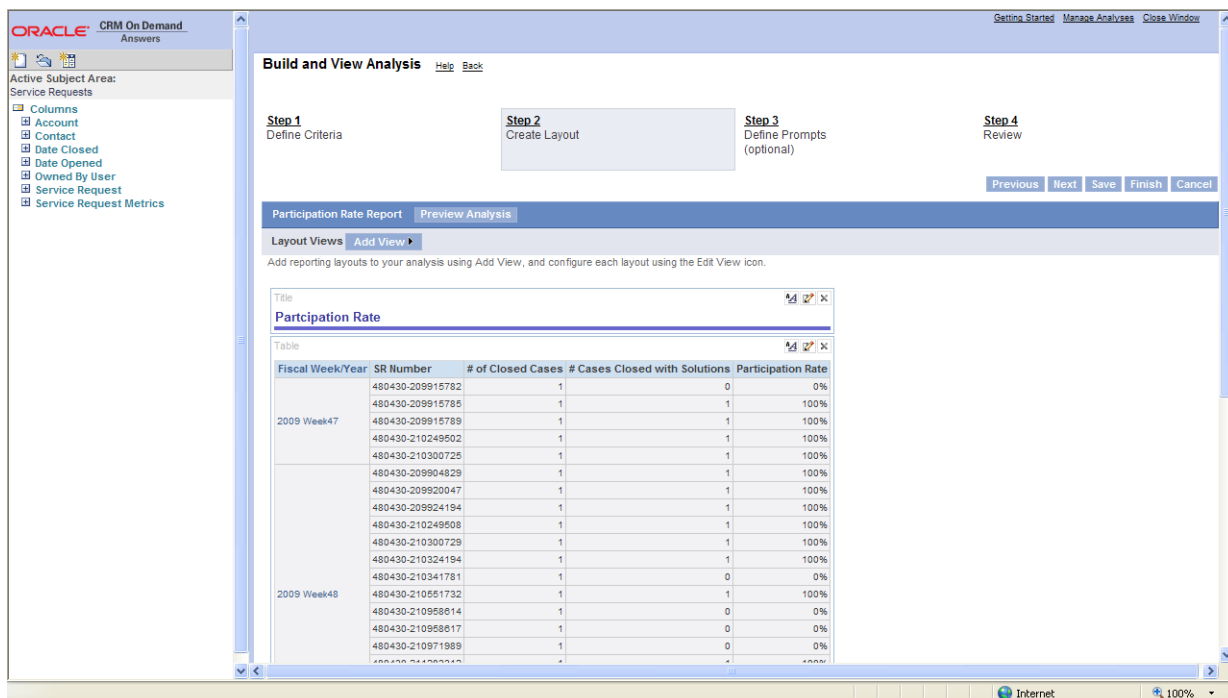 ORACLE CRM On Demand
Answers
Getting Started Manage Analyses Close Window
Active Subject Area:
Service Requests
Columns
Account
Contact
Date Closed
Date Opened
Owned By User
Service Request
Service Request Metrics
Build and View Analysis Help Back
Step 1
Define Criteria
Step 2
Create Layout
Step 3
Define Prompts
(optional)
Step 4
Review
Previous Next Save Finish Cancel
Participation Rate Report Preview Analysis
Layout Views Add View
Add reporting layouts to your analysis using Add View, and configure each layout using the Edit View icon.
Title
Partcipation Rate
Table
Fiscal Week/Year SR Number # of Closed Cases # Cases Closed with Solutions Participation Rate
480430-209915782 1 0 0%
480430-209915785 1 1 100%
2009 Week47 480430-209915789 1 1 100%
480430-210249502 1 1 100%
480430-210300725 1 1 100%
480430-209904829 1 1 100%
480430-209920047 1 1 100%
480430-209924194 1 1 100%
480430-210249508 1 1 100%
480430-210300729 1 1 100%
480430-210324194 1 1 100%
480430-210341781 1 0 0%
2009 Week48 480430-210551732 1 1 100%
480430-210958614 1 0 0%
480430-210958617 1 0 0%
480430-210971989 1 0 0%
Internet 100%